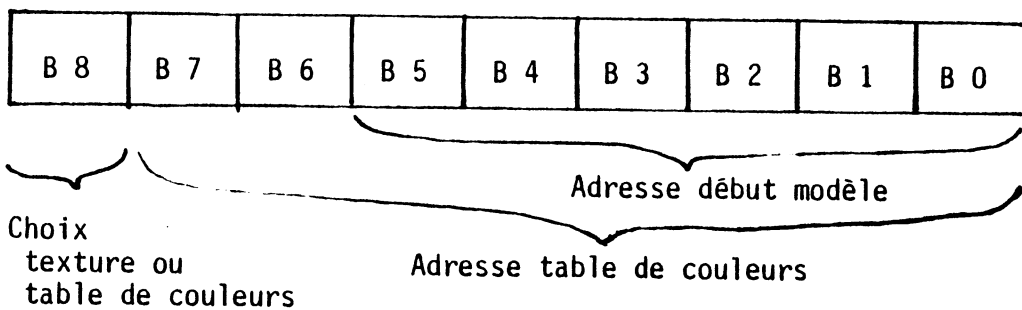 B 8 B 7 B 6 B 5 B 4 B 3 B 2 B 1 B 0
Adresse début modèle
Choix
texture ou
table de couleurs
Adresse table de couleurs